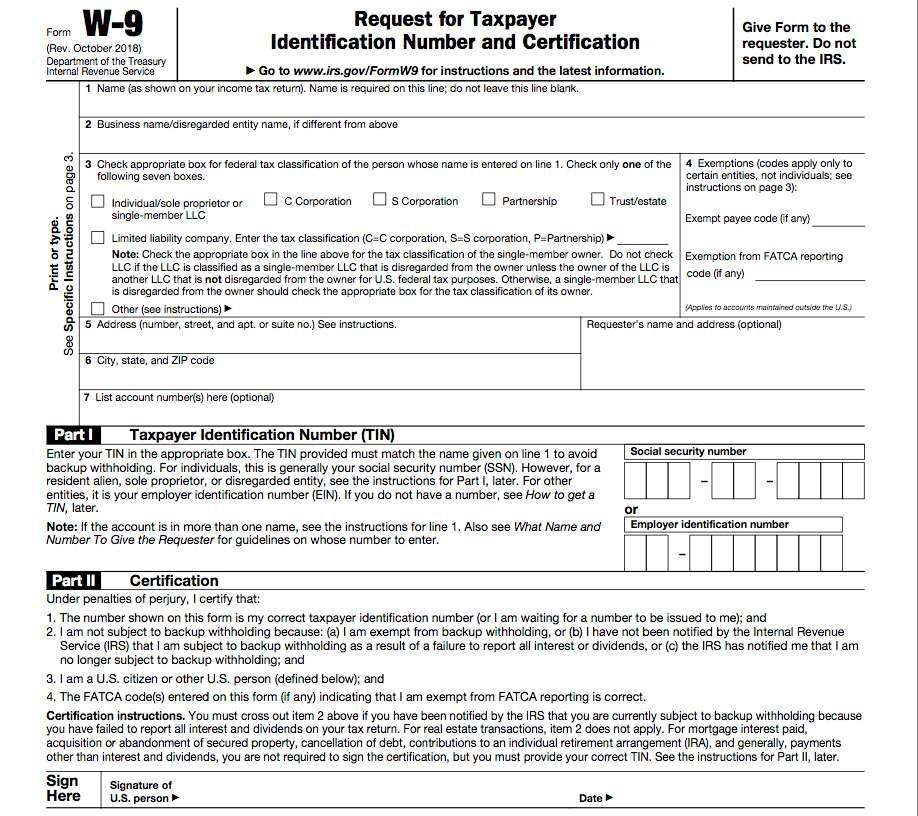 Form W-9
(Rev. October 2018)
Department of the Treasury
Internal Revenue Service
Request for Taxpayer
Identification Number and Certification
▶ Go to www.irs.gov/FormW9 for instructions and the latest information.
Give Form to the
requester. Do not
send to the IRS.
Print or type.
See Specific Instructions on page 3.
1 Name (as shown on your income tax return). Name is required on this line; do not leave this line blank.
2 Business name/disregarded entity name, if different from above
3 Check appropriate box for federal tax classification of the person whose name is entered on line 1. Check only one of the
following seven boxes.
Individual/sole proprietor or
single-member LLC
C Corporation
S Corporation
Partnership
Trust/estate
Limited liability company. Enter the tax classification (C=C corporation, S=S corporation, P=Partnership) ▶
Note: Check the appropriate box in the line above for the tax classification of the single-member owner. Do not check
LLC if the LLC is classified as a single-member LLC that is disregarded from the owner unless the owner of the LLC is
another LLC that is not disregarded from the owner for U.S. federal tax purposes. Otherwise, a single-member LLC that
is disregarded from the owner should check the appropriate box for the tax classification of its owner.
Other (see instructions) ▶
4 Exemptions (codes apply only to
certain entities, not individuals; see
instructions on page 3):
Exempt payee code (if any)
Exemption from FATCA reporting
code (if any)
(Applies to accounts maintained outside the U.S.)
5 Address (number, street, and apt. or suite no.) See instructions.
Requester's name and address (optional)
6 City, state, and ZIP code
7 List account number(s) here (optional)
Part I Taxpayer Identification Number (TIN)
Enter your TIN in the appropriate box. The TIN provided must match the name given on line 1 to avoid
backup withholding. For individuals, this is generally your social security number (SSN). However, for a
resident alien, sole proprietor, or disregarded entity, see the instructions for Part I, later. For other
entities, it is your employer identification number (EIN). If you do not have a number, see How to get a
TIN, later.
Note: If the account is in more than one name, see the instructions for line 1. Also see What Name and
Number To Give the Requester for guidelines on whose number to enter.
Social security number
– –
or
Employer identification number
–
Part II Certification
Under penalties of perjury, I certify that:
1. The number shown on this form is my correct taxpayer identification number (or I am waiting for a number to be issued to me); and
2. I am not subject to backup withholding because: (a) I am exempt from backup withholding, or (b) I have not been notified by the Internal Revenue
Service (IRS) that I am subject to backup withholding as a result of a failure to report all interest or dividends, or (c) the IRS has notified me that I am
no longer subject to backup withholding; and
3. I am a U.S. citizen or other U.S. person (defined below); and
4. The FATCA code(s) entered on this form (if any) indicating that I am exempt from FATCA reporting is correct.
Certification instructions. You must cross out item 2 above if you have been notified by the IRS that you are currently subject to backup withholding because
you have failed to report all interest and dividends on your tax return. For real estate transactions, item 2 does not apply. For mortgage interest paid,
acquisition or abandonment of secured property, cancellation of debt, contributions to an individual retirement arrangement (IRA), and generally, payments
other than interest and dividends, you are not required to sign the certification, but you must provide your correct TIN. See the instructions for Part II, later.
Sign
Here
Signature of
U.S. person ▶
Date ▶